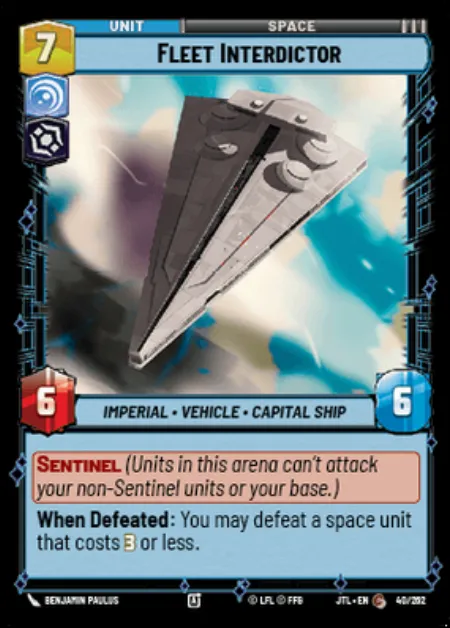 UNIT SPACE
7 FLEET INTERDICTOR
6 6
IMPERIAL • VEHICLE • CAPITAL SHIP
SENTINEL (Units in this arena can't attack
your non-Sentinel units or your base.)
When Defeated: You may defeat a space unit
that costs 3 or less.
BENJAMIN PAULUS © LFL © FFG JTL • EN C 40/262